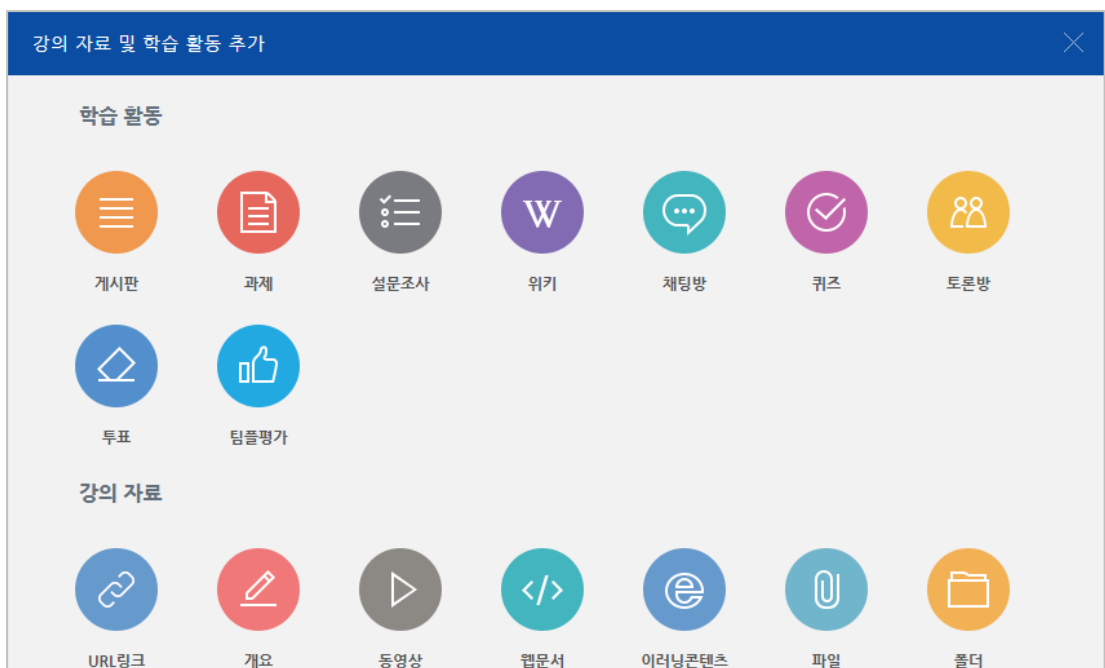 강의 자료 및 학습 활동 추가
학습 활동
게시판 과제 설문조사 위키 채팅방 퀴즈 토론방
투표 팀플평가
강의 자료
URL링크 개요 동영상 웹문서 이러닝콘텐츠 파일 폴더